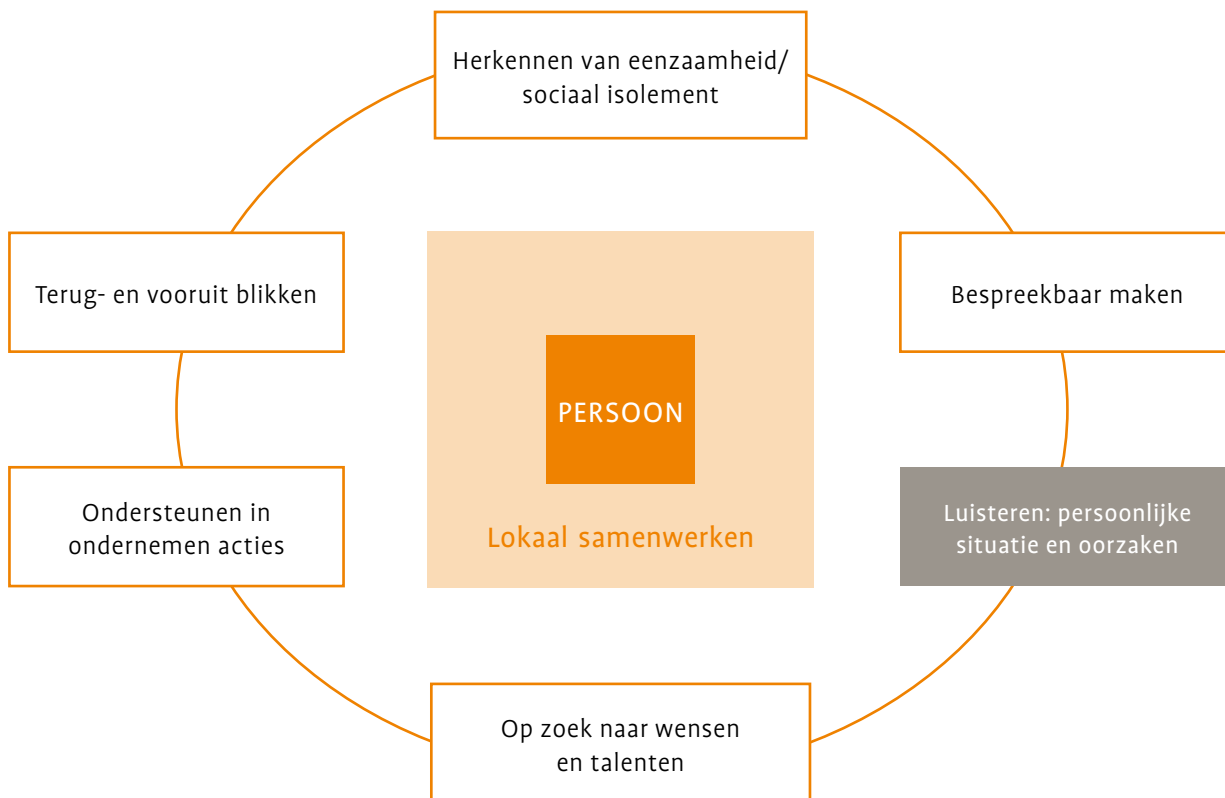 Herkennen van eenzaamheid/
sociaal isolement
Terug- en vooruit blikken
Bespreekbaar maken
PERSOON
Lokaal samenwerken
Ondersteunen in
ondernemen acties
Luisteren: persoonlijke
situatie en oorzaken
Op zoek naar wensen
en talenten